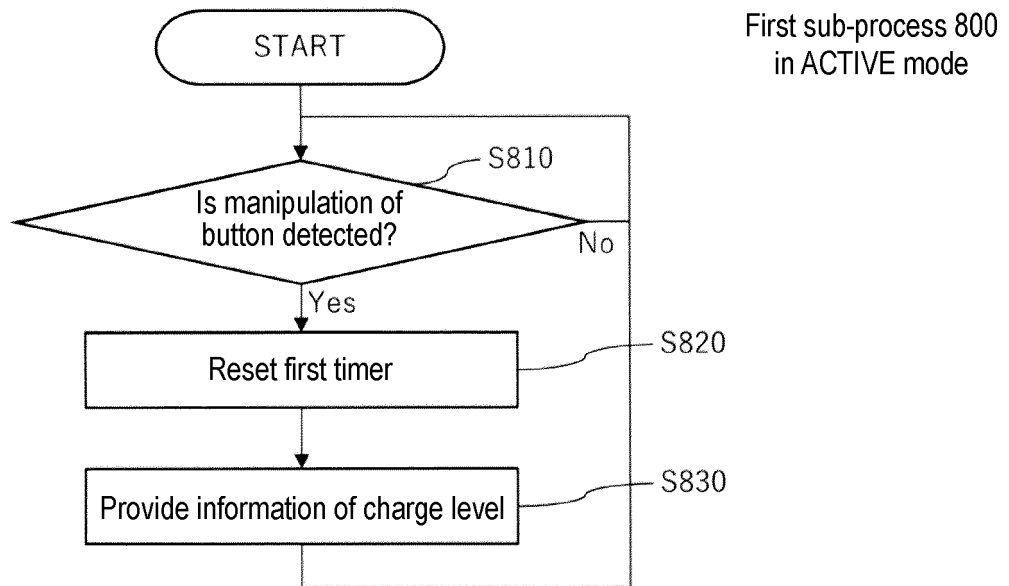 First sub-process 800
in ACTIVE mode
START
S810
Is manipulation of
button detected?
No
Yes
S820
Reset first timer
S830
Provide information of charge level